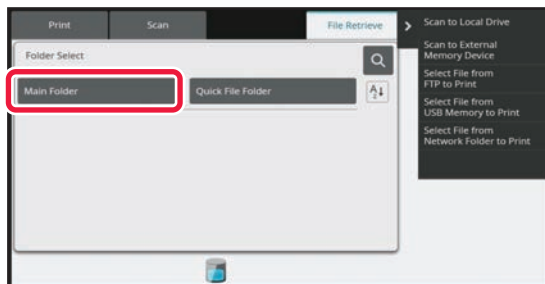 Print
Scan
File Retrieve
Folder Select
Main Folder
Quick File Folder
Scan to Local Drive
Scan to External
Memory Device
Select File from
FTP to Print
Select File from
USB Memory to Print
Select File from
Network Folder to Print